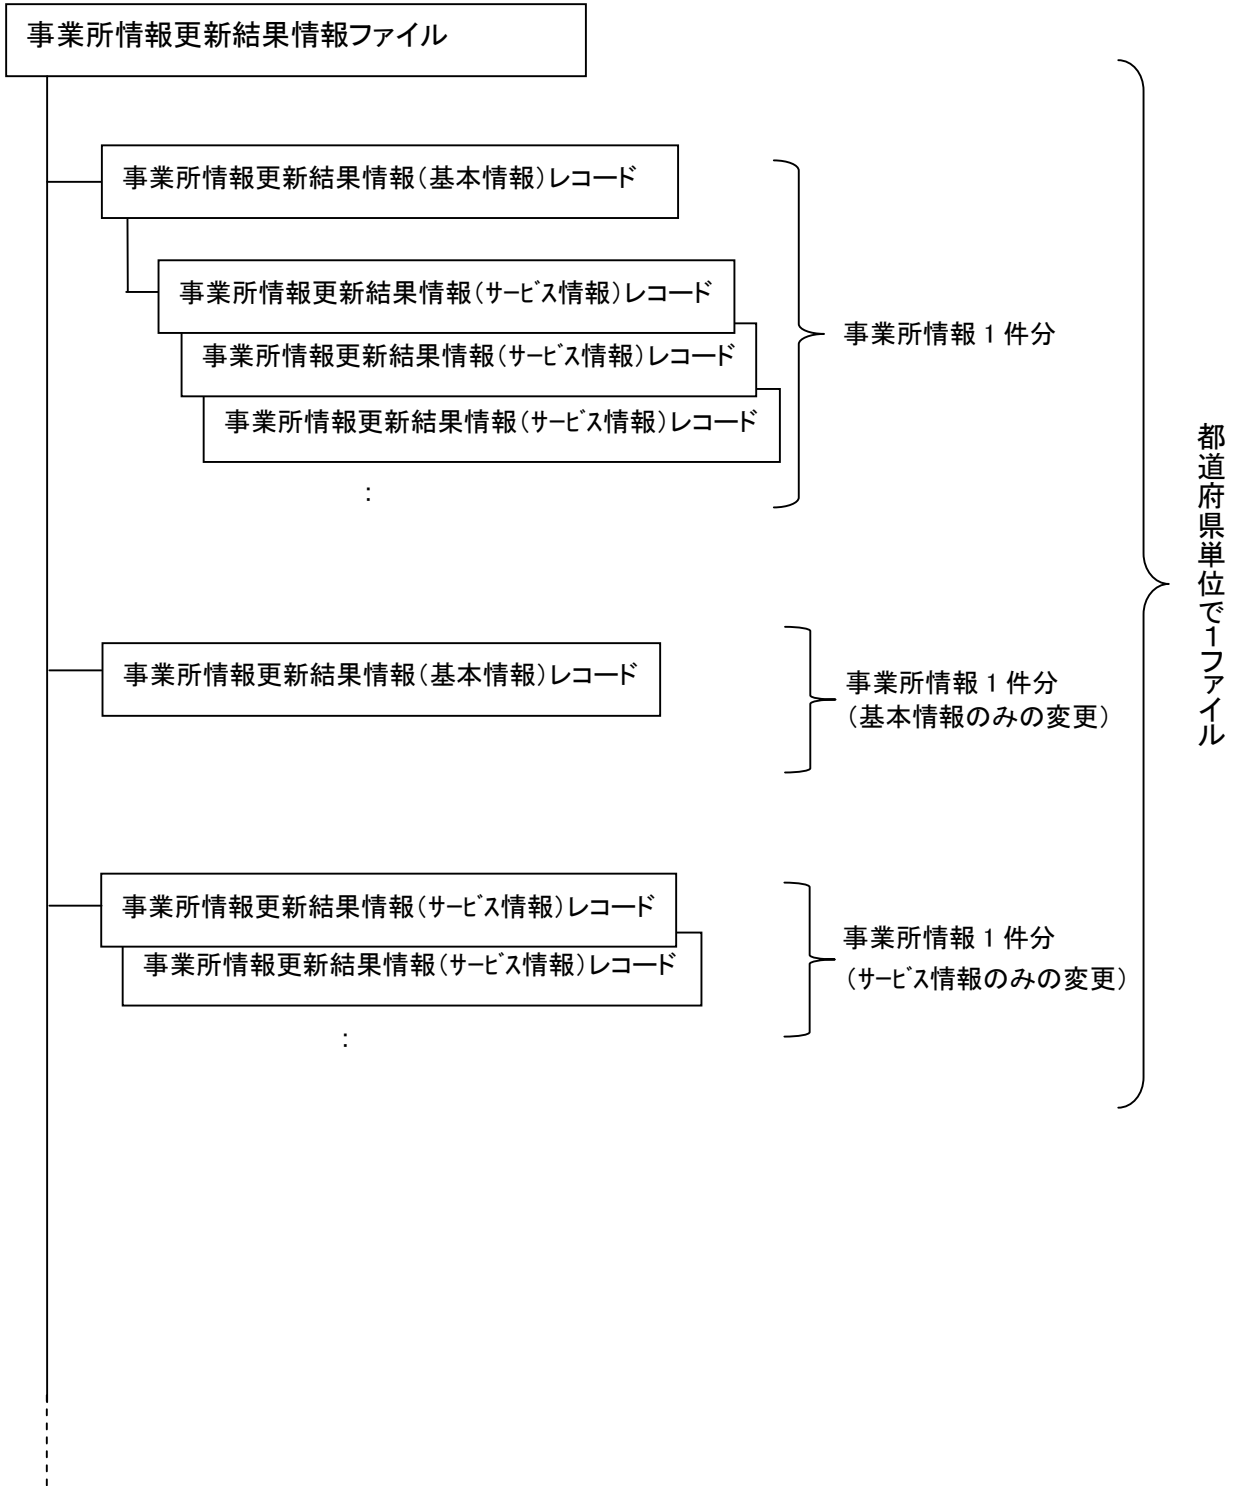 事業所情報更新結果情報ファイル
事業所情報更新結果情報(基本情報)レコード
事業所情報更新結果情報(ｻｰﾋﾞｽ情報)レコード
事業所情報更新結果情報(ｻｰﾋﾞｽ情報)レコード
事業所情報更新結果情報(ｻｰﾋﾞｽ情報)レコード
:
事業所情報 1 件分
事業所情報更新結果情報(基本情報)レコード
事業所情報 1 件分
(基本情報のみの変更)
事業所情報更新結果情報(ｻｰﾋﾞｽ情報)レコード
事業所情報更新結果情報(ｻｰﾋﾞｽ情報)レコード
:
事業所情報 1 件分
(ｻｰﾋﾞｽ情報のみの変更)
都道府県単位で1ファイル